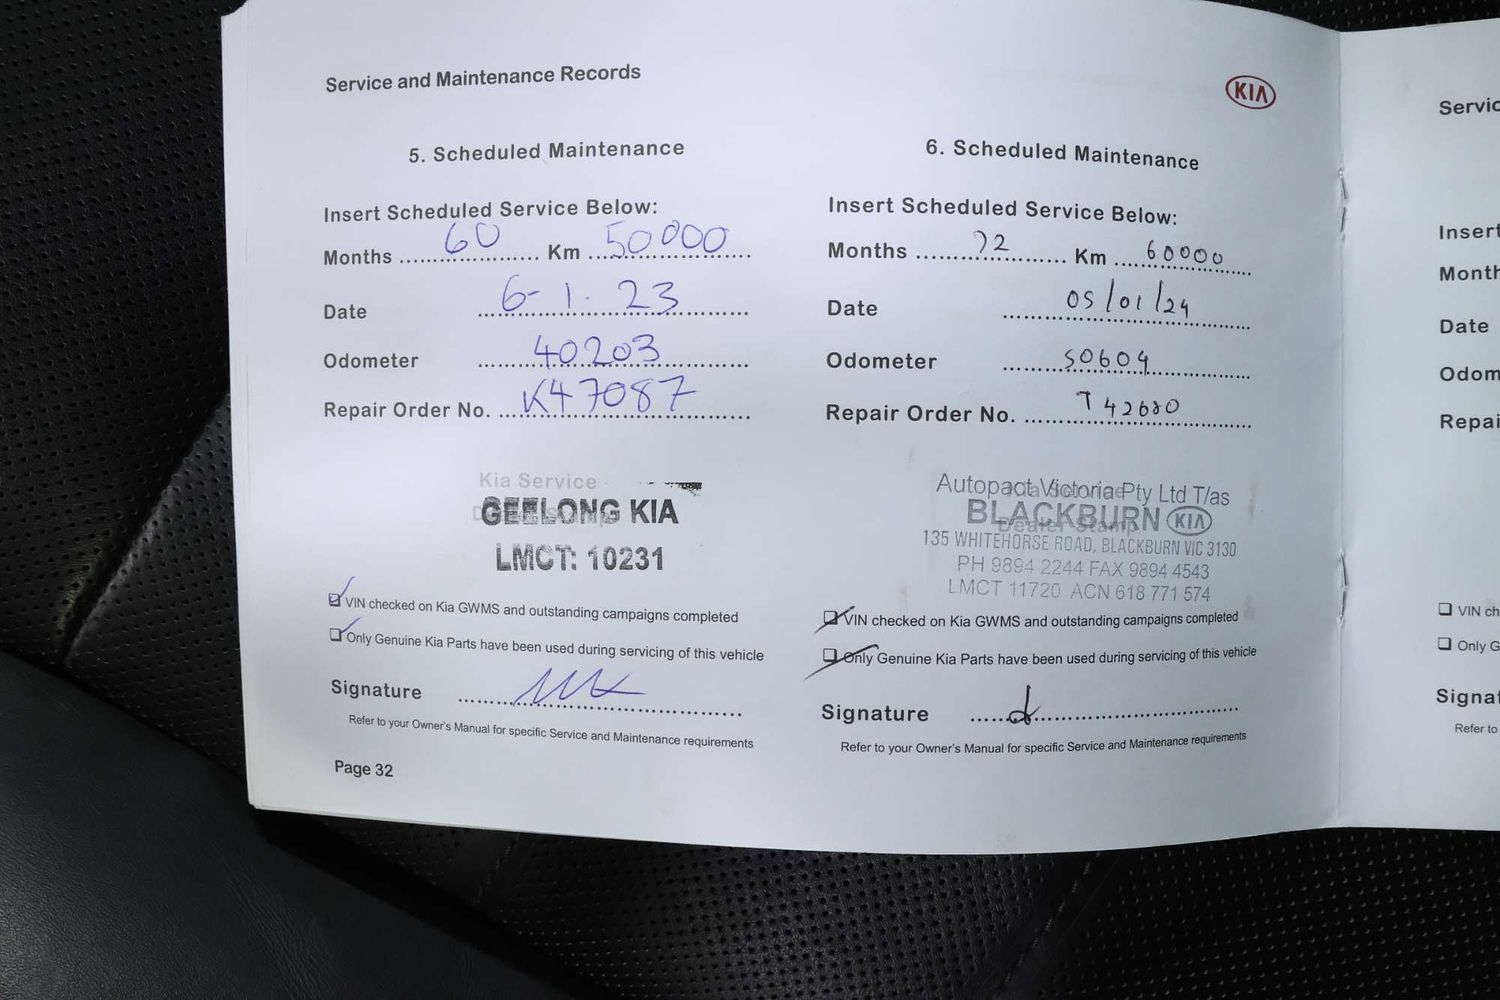 Service and Maintenance Records
KIA
5. Scheduled Maintenance
Insert Scheduled Service Below:
Months 60 Km 50000
Date 6-1.23
Odometer 40203
Repair Order No. K47087
Kia Service
GEELONG KIA
LMCT: 10231
VIN checked on Kia GWMS and outstanding campaigns completed
Only Genuine Kia Parts have been used during servicing of this vehicle
Signature
Refer to your Owner's Manual for specific Service and Maintenance requirements
Page 32
6. Scheduled Maintenance
Insert Scheduled Service Below:
Months 72 Km 60000
Date 05/01/24
Odometer 50604
Repair Order No. T42680
Kia Service
Dealer Stamp
Autopact Victoria Pty Ltd T/as
BLACKBURN KIA
135 WHITEHORSE ROAD, BLACKBURN VIC 3130
PH 9894 2244 FAX 9894 4543
LMCT 11720 ACN 618 771 574
VIN checked on Kia GWMS and outstanding campaigns completed
Only Genuine Kia Parts have been used during servicing of this vehicle
Signature
Refer to your Owner's Manual for specific Service and Maintenance requirements
Servic
Insert
Month
Date
Odom
Repai
VIN ch
Only G
Signat
Refer to